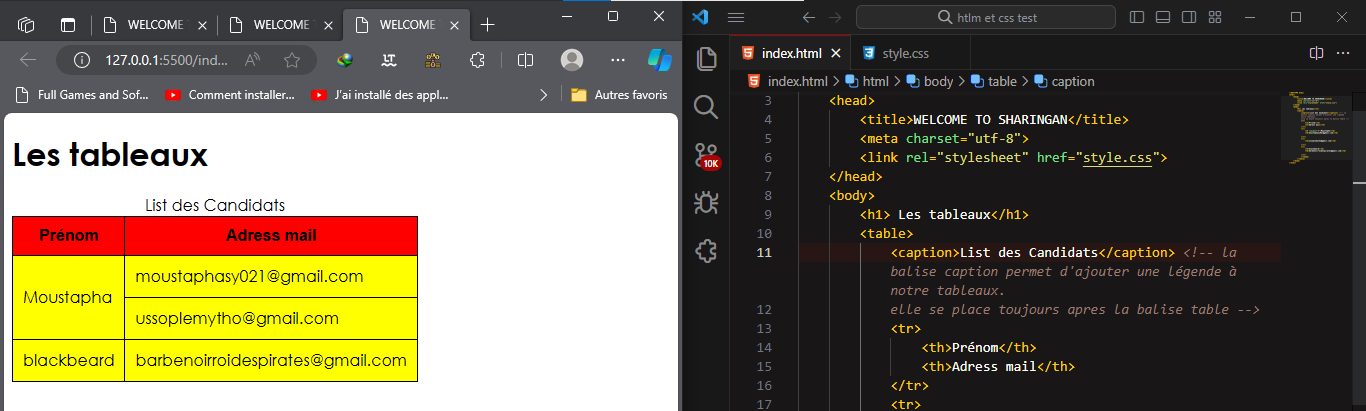 WELCOME
WELCOME
WELCOME
127.0.0.1:5500/ind...
Full Games and Sof...
Comment installer...
J'ai installé des appl...
Autres favoris
Les tableaux
List des Candidats
Prénom Adress mail
Moustapha moustaphasy021@gmail.com
ussoplemytho@gmail.com
blackbeard barbenoirroidespirates@gmail.com
htlm et css test
index.html style.css
index.html > html > body > table > caption
10K
3 <head>
4 <title>WELCOME TO SHARINGAN</title>
5 <meta charset="utf-8">
6 <link rel="stylesheet" href="style.css">
7 </head>
8 <body>
9 <h1> Les tableaux</h1>
10 <table>
11 <caption>List des Candidats</caption> <!-- la
balise caption permet d'ajouter une légende à
notre tableaux.
12 elle se place toujours apres la balise table -->
13 <tr>
14 <th>Prénom</th>
15 <th>Adress mail</th>
16 </tr>
17 <tr>